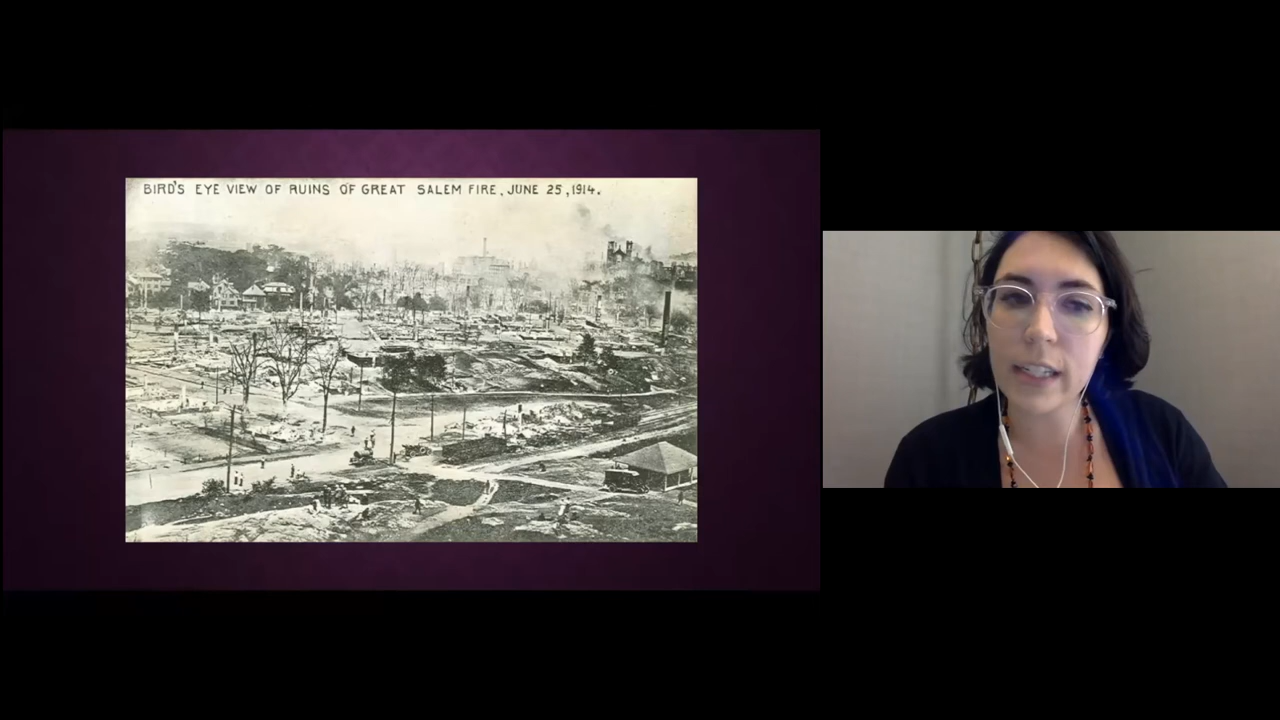 BIRD'S EYE VIEW OF RUINS OF GREAT SALEM FIRE, JUNE 25, 1914.